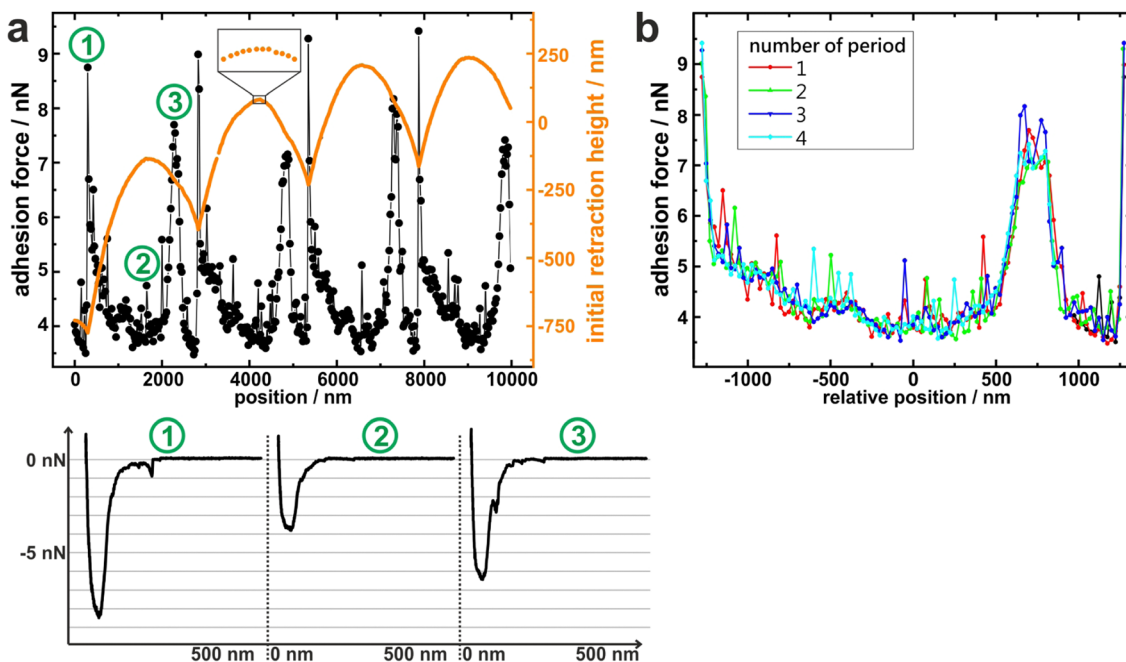 a
b
1
2
3
9
8
7
6
5
4
adhesion force / nN
250
0
-250
-500
-750
initial retraction height / nm
0
2000
4000
6000
8000
10000
position / nm
number of period
1
2
3
4
9
8
7
6
5
4
adhesion force / nN
-1000
-500
0
500
1000
relative position / nm
1
2
3
0 nN
-5 nN
500 nm
0 nm
500 nm
0 nm
500 nm